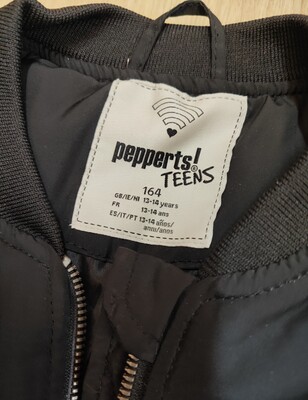 pepperts!®
TEENS
164
GB/IE/NI 13-14 years
FR 13-14 ans
ES/IT/PT 13-14 años/
anni/anos